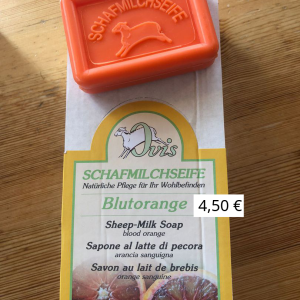 SCHAFMILCHSEIFE
Ovis
SCHAFMILCHSEIFE
Natürliche Pflege für Ihr Wohlbefinden
Blutorange
4,50 €
Sheep-Milk Soap
blood orange
Sapone al latte di pecora
arancia sanguigna
Savon au lait de brebis
orange sanguine